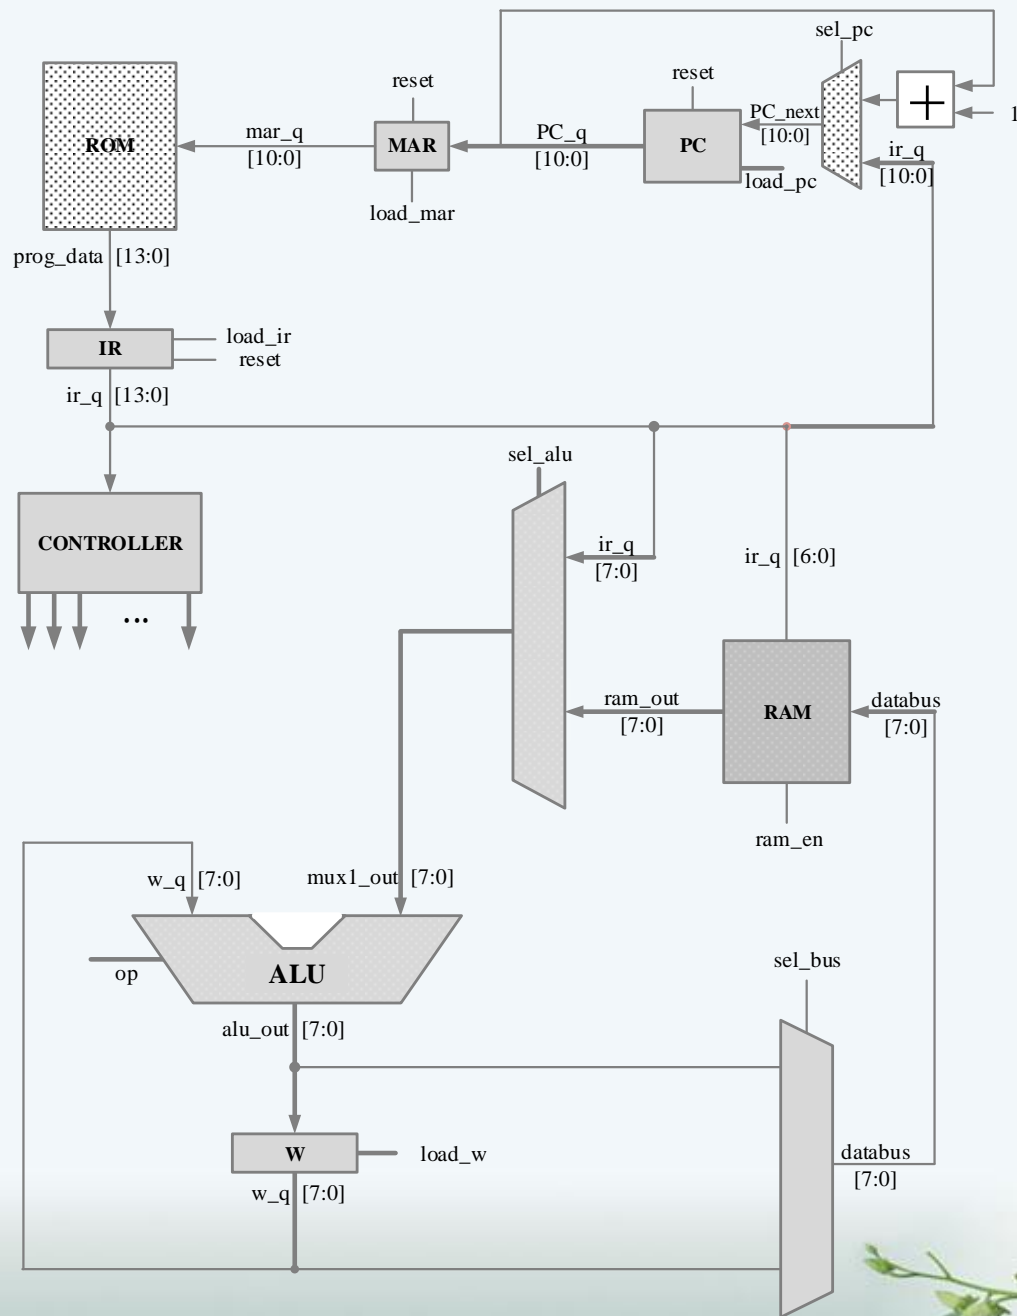 sel_pc
reset
reset
+
1
ROM
mar_q
[10:0]
MAR
PC_q
[10:0]
PC
PC_next
[10:0]
ir_q
[10:0]
load_mar
load_pc
prog_data [13:0]
IR
load_ir
reset
ir_q [13:0]
sel_alu
CONTROLLER
...
ir_q
[7:0]
ir_q [6:0]
ram_out
[7:0]
RAM
databus
[7:0]
ram_en
w_q [7:0]
mux1_out [7:0]
op
ALU
sel_bus
alu_out [7:0]
W
load_w
w_q [7:0]
databus
[7:0]